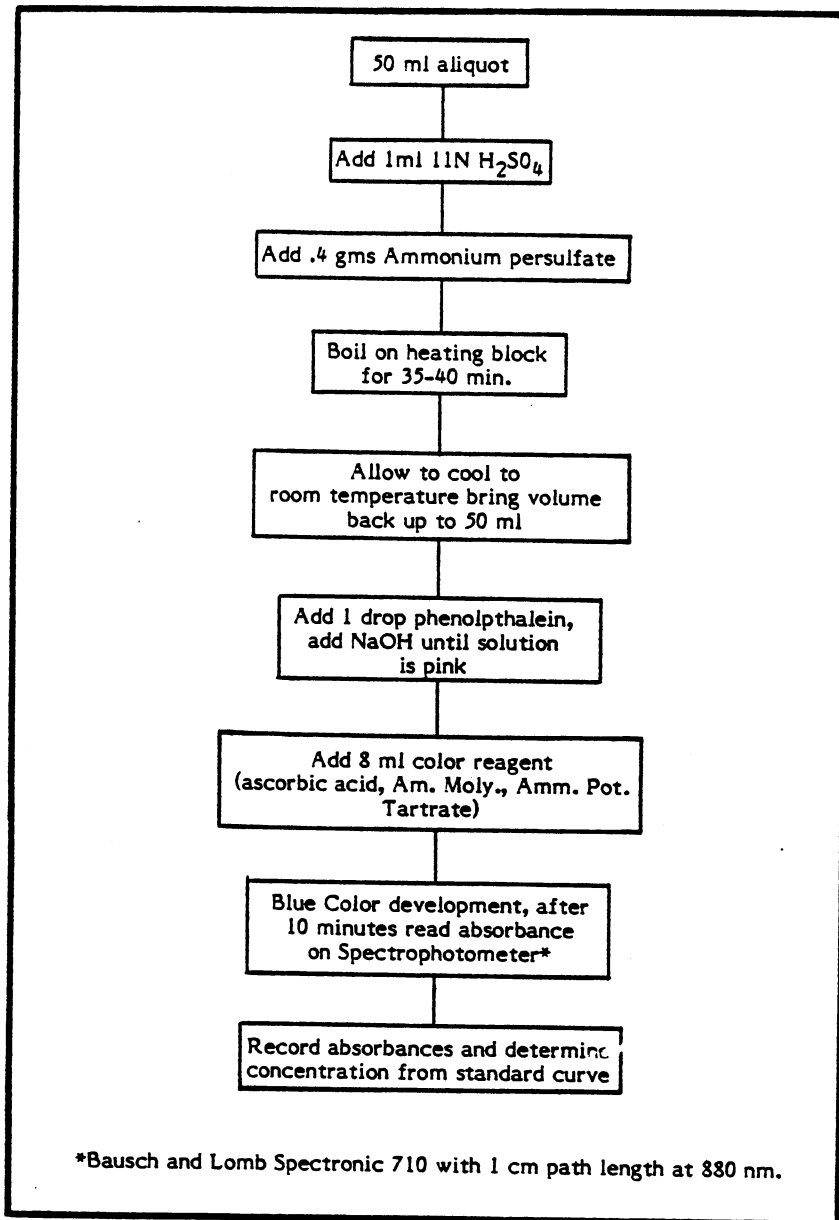 50 ml aliquot
Add 1ml 11N H₂SO₄
Add .4 gms Ammonium persulfate
Boil on heating block
for 35-40 min.
Allow to cool to
room temperature bring volume
back up to 50 ml
Add 1 drop phenolpthalein,
add NaOH until solution
is pink
Add 8 ml color reagent
(ascorbic acid, Am. Moly., Amm. Pot.
Tartrate)
Blue Color development, after
10 minutes read absorbance
on Spectrophotometer*
Record absorbances and determine
concentration from standard curve
*Bausch and Lomb Spectronic 710 with 1 cm path length at 880 nm.